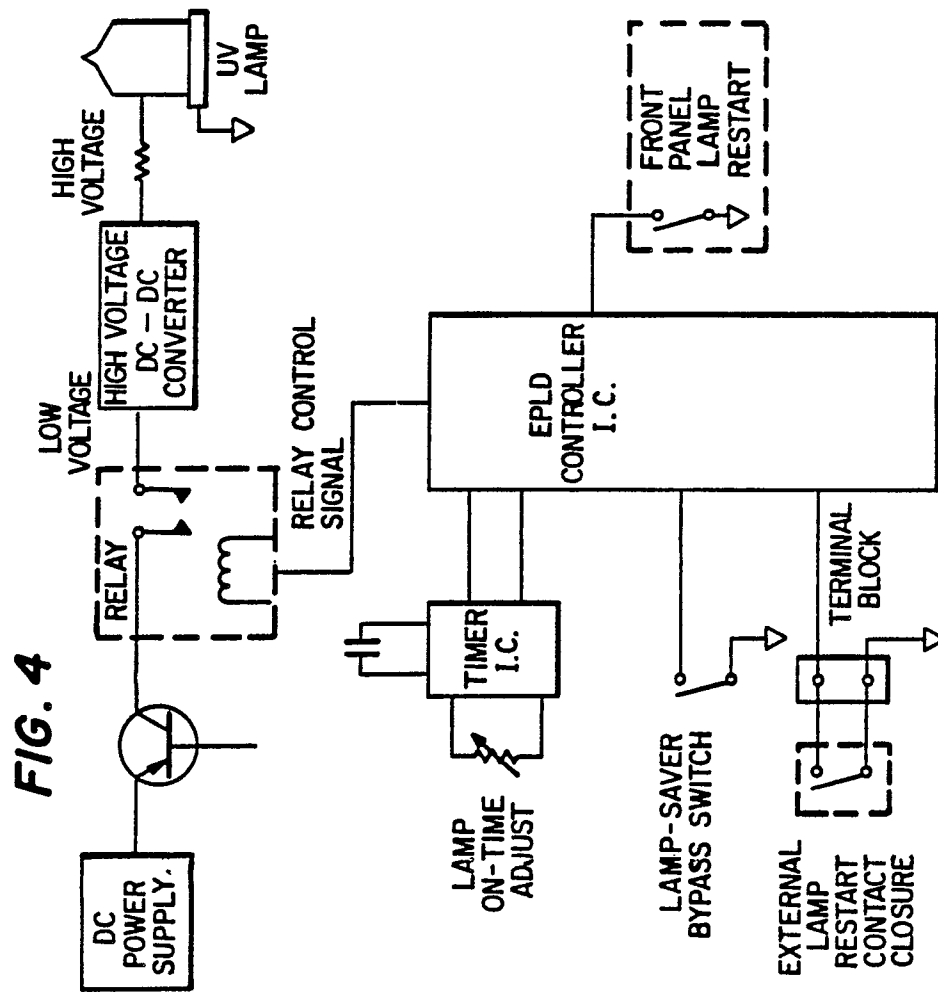 FIG. 4
DC
POWER
SUPPLY.
RELAY
LOW
VOLTAGE
HIGH VOLTAGE
DC - DC
CONVERTER
HIGH
VOLTAGE
UV
LAMP
RELAY CONTROL
SIGNAL
LAMP
ON-TIME
ADJUST
TIMER
I.C.
EPLD
CONTROLLER
I.C.
FRONT
PANEL
LAMP
RESTART
LAMP-SAVER
BYPASS SWITCH
EXTERNAL
LAMP
RESTART
CONTACT
CLOSURE
TERMINAL
BLOCK